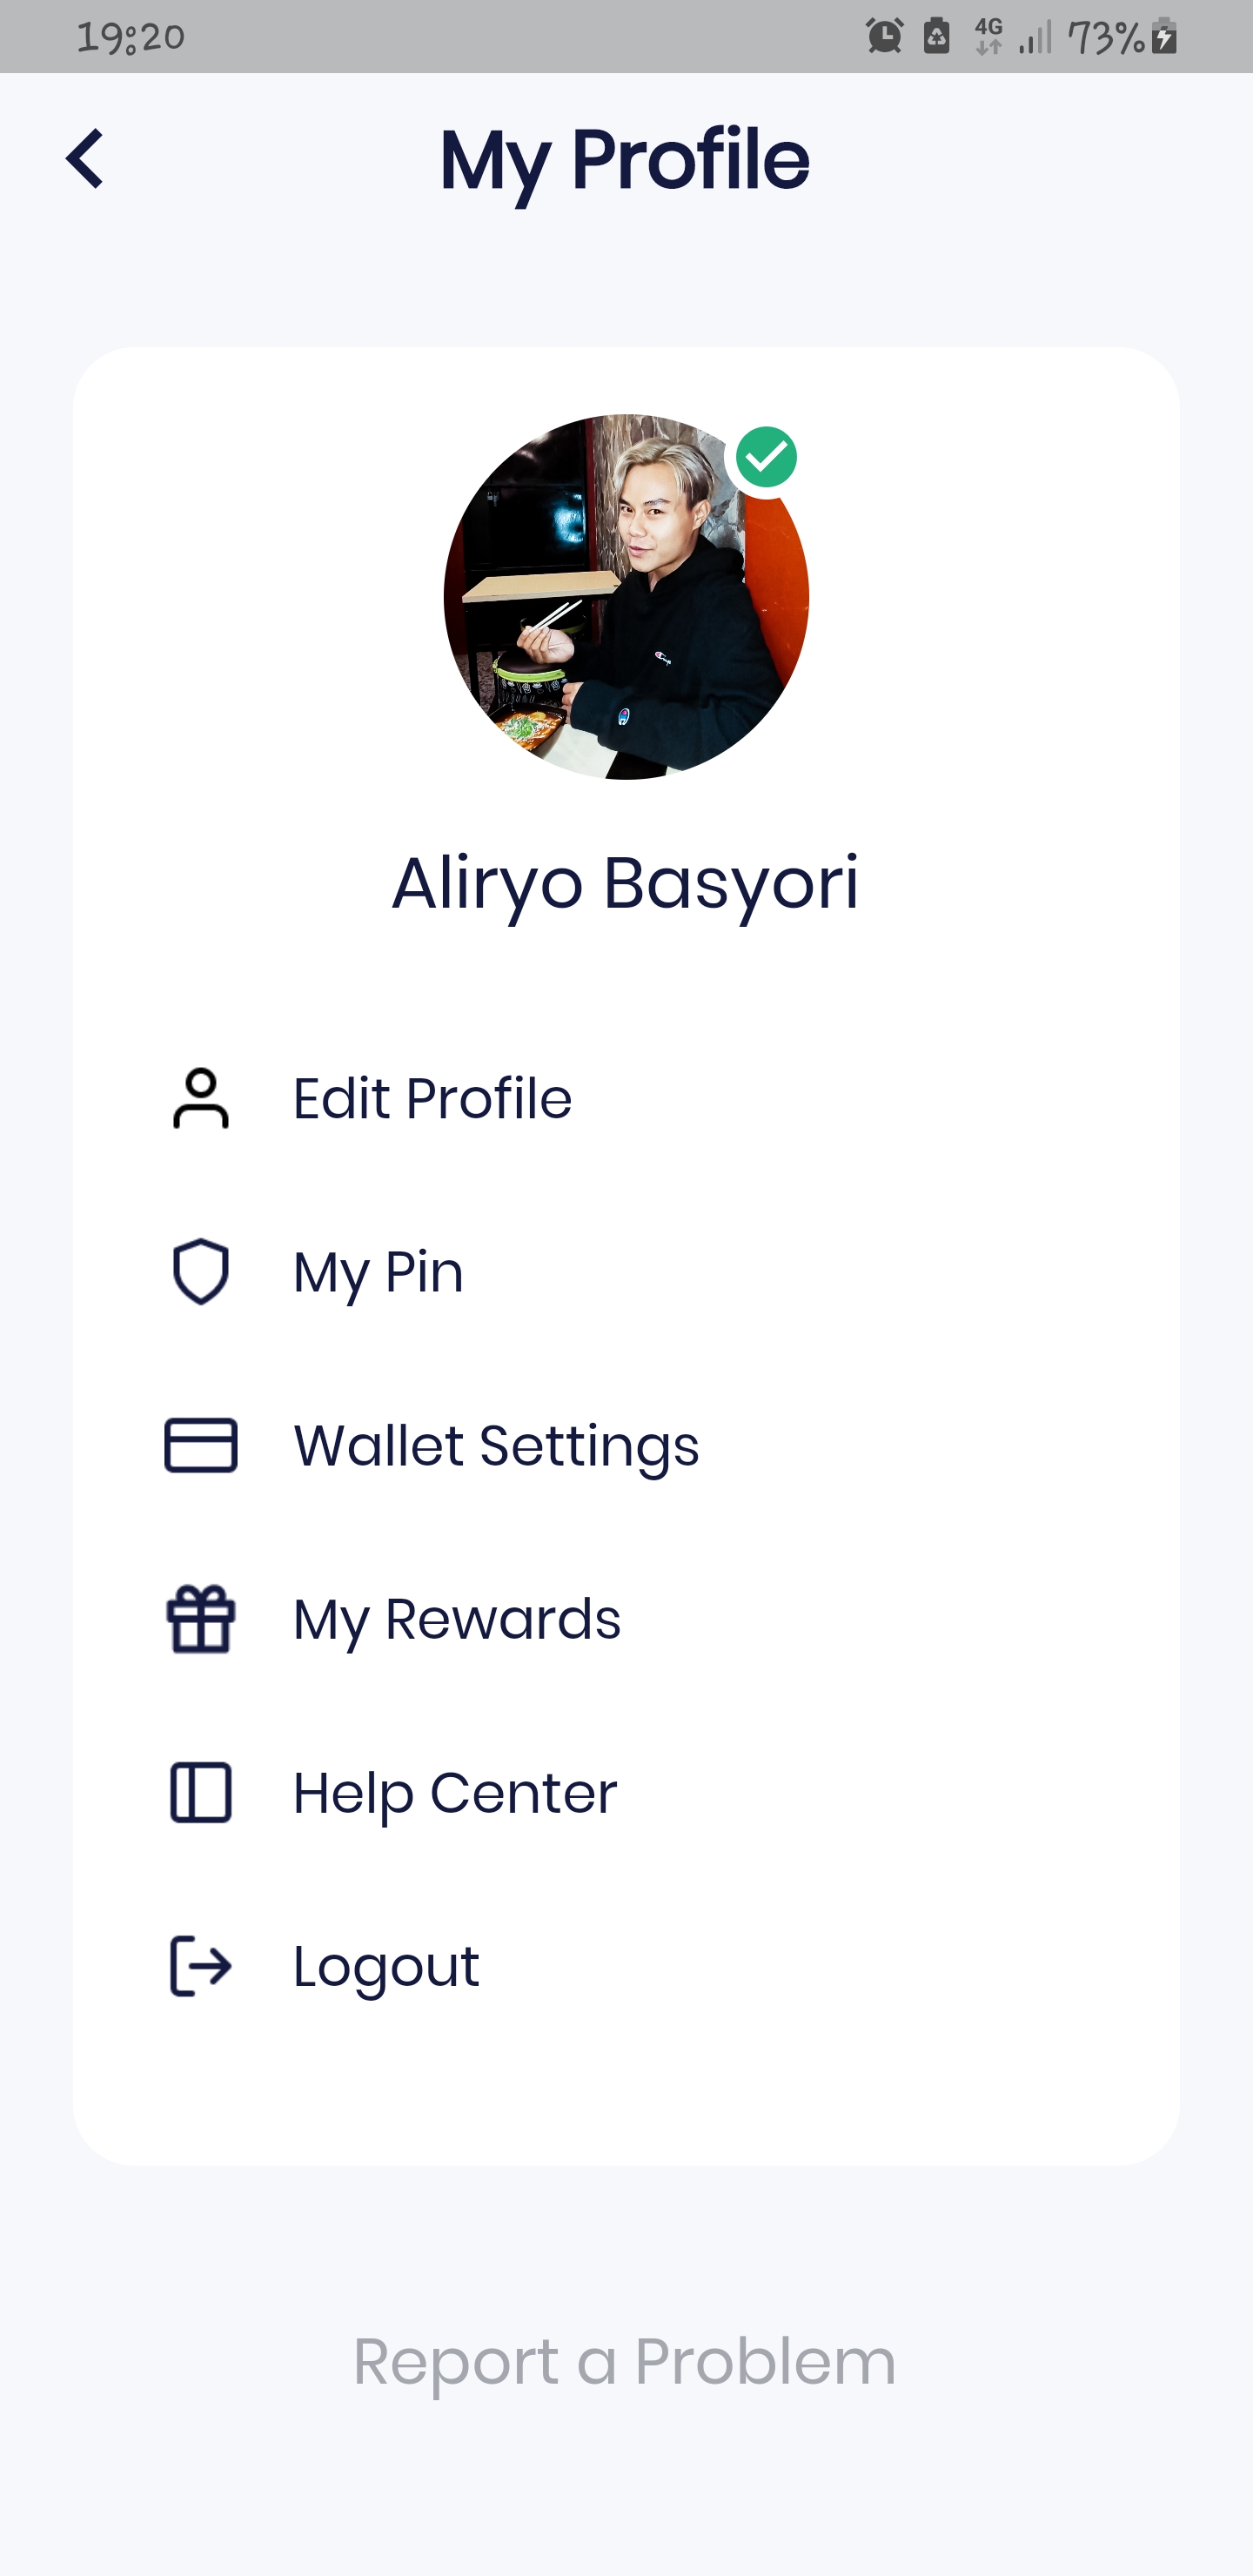 19:20 4G 73%
My Profile
Aliryo Basyori
Edit Profile
My Pin
Wallet Settings
My Rewards
Help Center
Logout
Report a Problem